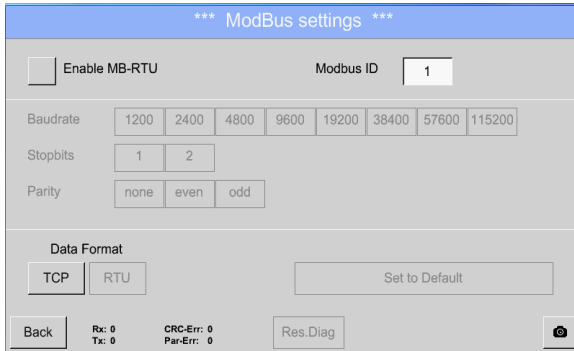 *** ModBus settings ***
Enable MB-RTU Modbus ID 1
Baudrate 1200 2400 4800 9600 19200 38400 57600 115200
Stopbits 1 2
Parity none even odd
Data Format
TCP RTU Set to Default
Back Rx: 0 CRC-Err: 0 Res.Diag
Tx: 0 Par-Err: 0